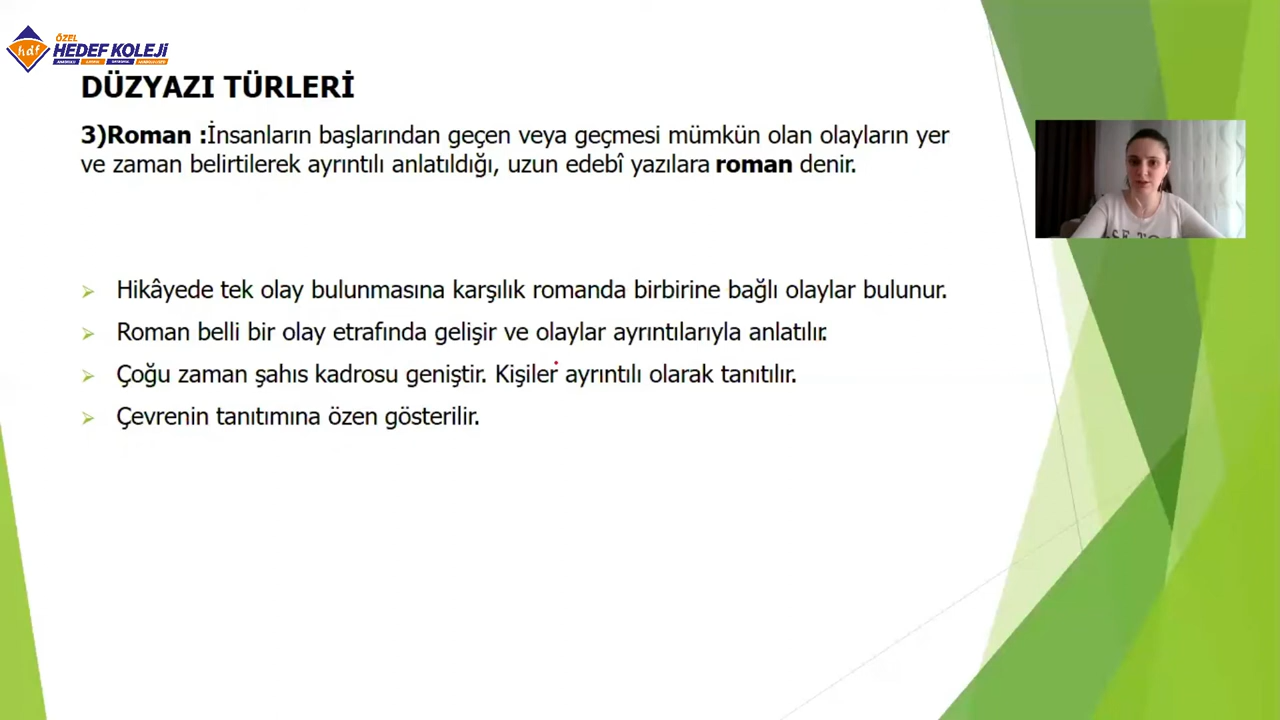 ÖZEL
hdf HEDEF KOLEJİ
DÜZYAZI TÜRLERİ
3)Roman :İnsanların başlarından geçen veya geçmesi mümkün olan olayların yer
ve zaman belirtilerek ayrıntılı anlatıldığı, uzun edebî yazılara roman denir.
Hikâyede tek olay bulunmasına karşılık romanda birbirine bağlı olaylar bulunur.
Roman belli bir olay etrafında gelişir ve olaylar ayrıntılarıyla anlatılır.
Çoğu zaman şahıs kadrosu geniştir. Kişiler ayrıntılı olarak tanıtılır.
Çevrenin tanıtımına özen gösterilir.